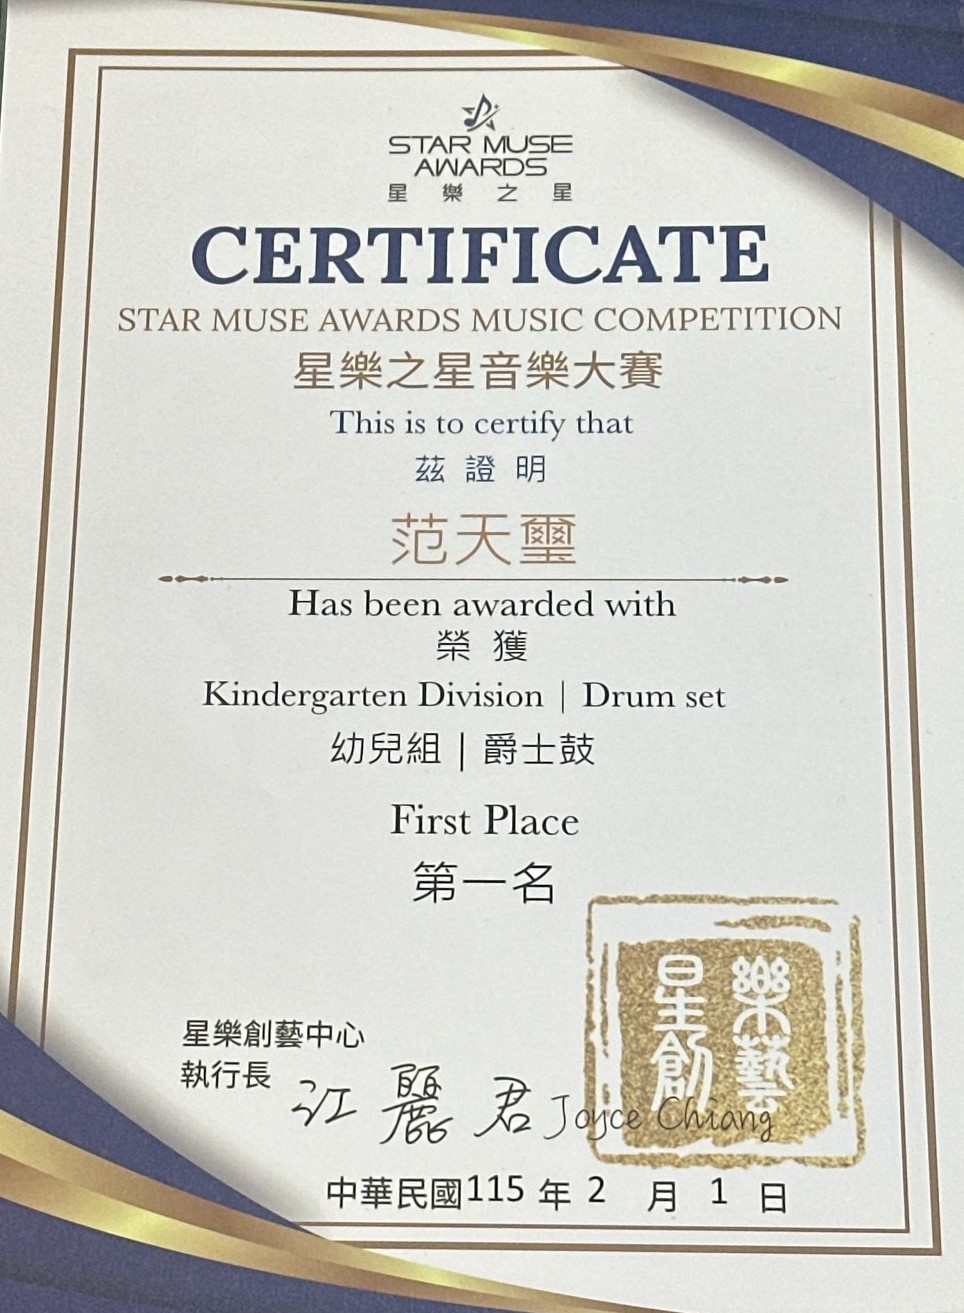 STAR MUSE
AWARDS
星樂之星
CERTIFICATE
STAR MUSE AWARDS MUSIC COMPETITION
星樂之星音樂大賽
This is to certify that
茲證明
范天璽
Has been awarded with
榮獲
Kindergarten Division | Drum set
幼兒組 | 爵士鼓
First Place
第一名
星樂創藝
星樂創藝中心
執行長 江麗君 Joyce Chiang
中華民國115年2月1日